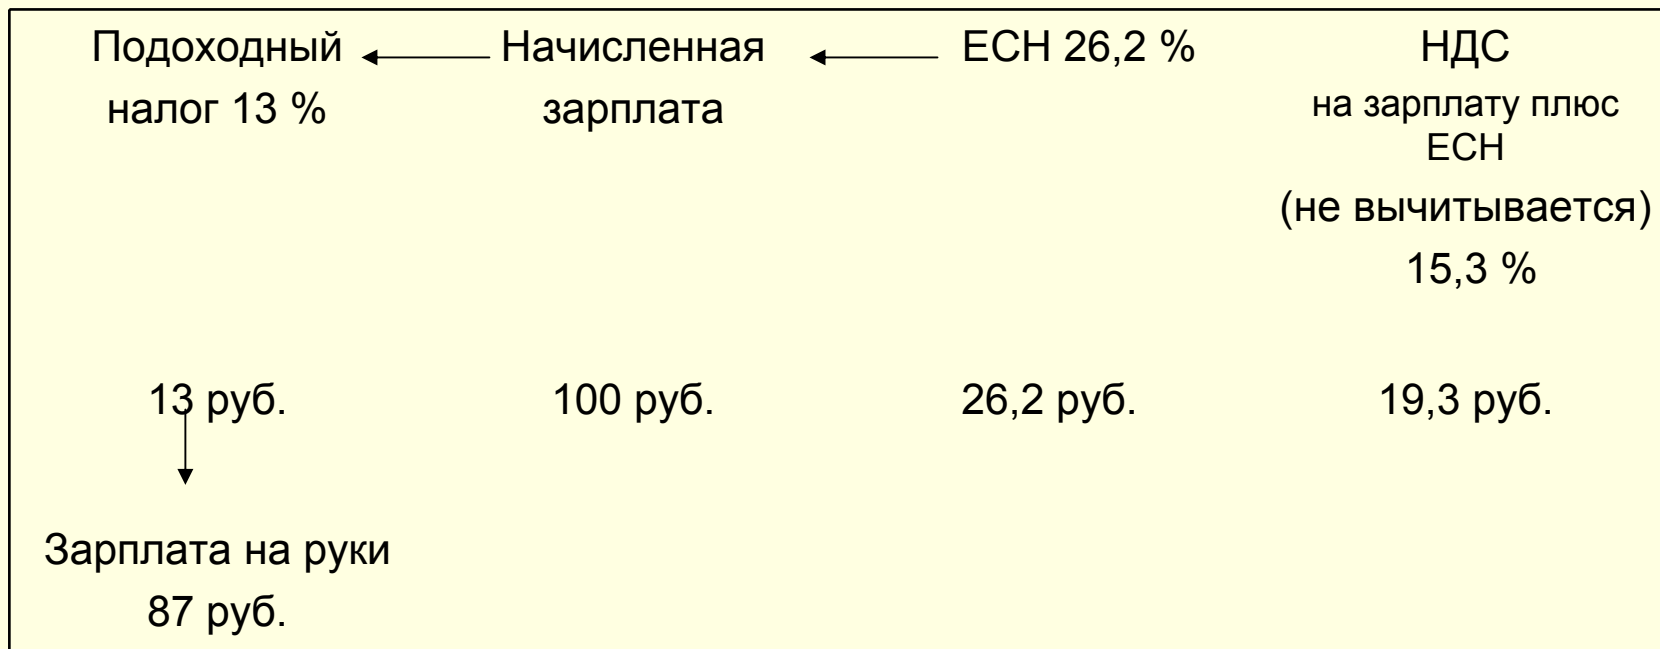 Подоходный
налог 13 %
Начисленная
зарплата
ЕСН 26,2 %
НДС
на зарплату плюс
ЕСН
(не вычитывается)
15,3 %
13 руб.
100 руб.
26,2 руб.
19,3 руб.
Зарплата на руки
87 руб.